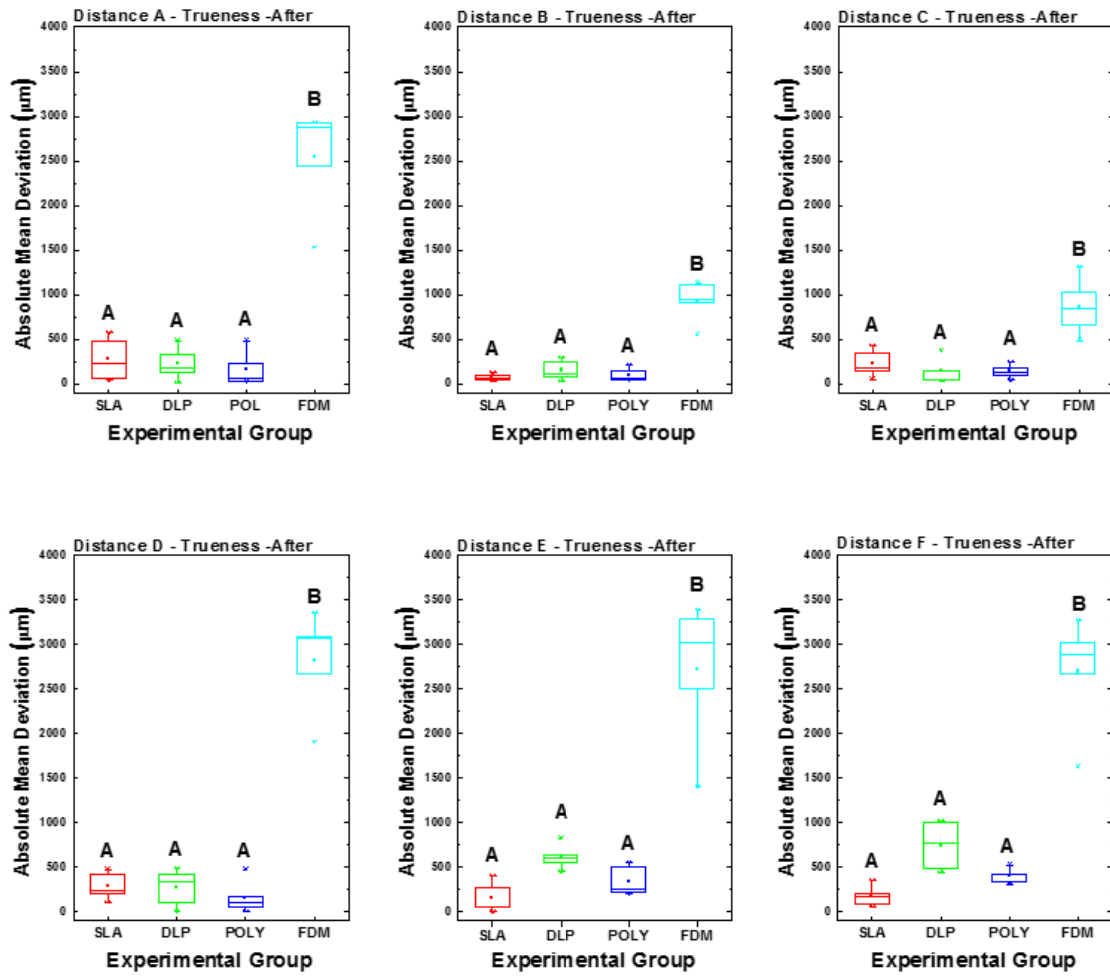 Distance A - Trueness -After
Distance B - Trueness -After
Distance C - Trueness -After
Absolute Mean Deviation (μm)
4000
3500
3000
2500
2000
1500
1000
500
0
A
A
A
B
SLA
DLP
POL
FDM
Experimental Group
Absolute Mean Deviation (μm)
4000
3500
3000
2500
2000
1500
1000
500
0
A
A
A
B
SLA
DLP
POLY
FDM
Experimental Group
Absolute Mean Deviation (μm)
4000
3500
3000
2500
2000
1500
1000
500
0
A
A
A
B
SLA
DLP
POLY
FDM
Experimental Group
Distance D - Trueness -After
Distance E - Trueness -After
Distance F - Trueness -After
Absolute Mean Deviation (μm)
4000
3500
3000
2500
2000
1500
1000
500
0
A
A
A
B
SLA
DLP
POLY
FDM
Experimental Group
Absolute Mean Deviation (μm)
4000
3500
3000
2500
2000
1500
1000
500
0
A
A
A
B
SLA
DLP
POLY
FDM
Experimental Group
Absolute Mean Deviation (μm)
4000
3500
3000
2500
2000
1500
1000
500
0
A
A
A
B
SLA
DLP
POLY
FDM
Experimental Group